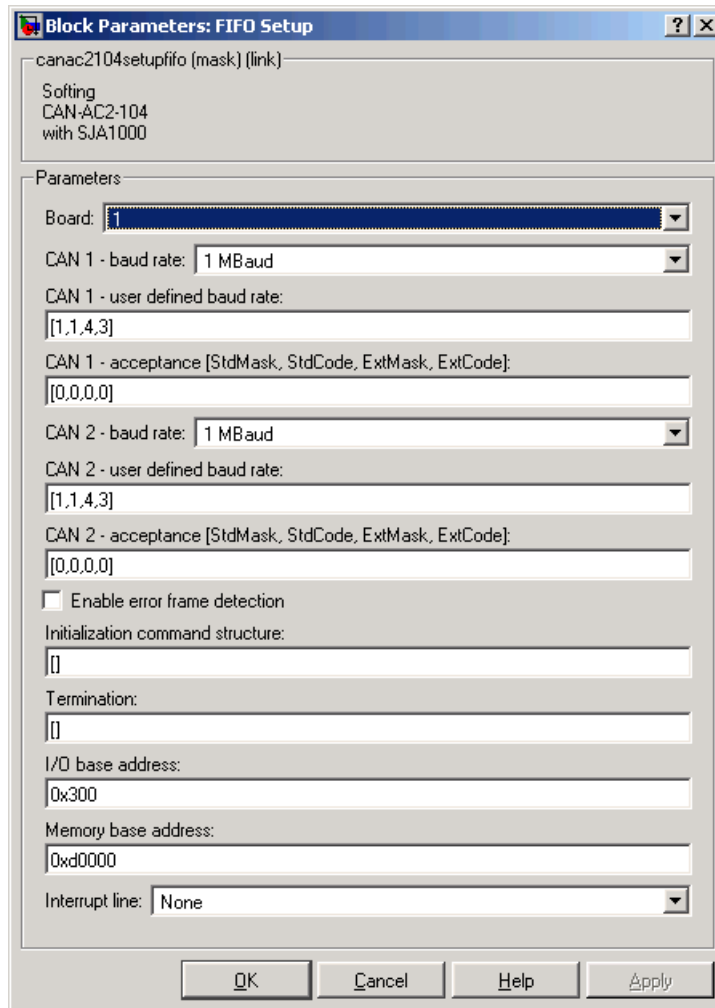 Block Parameters: FIFO Setup
canac2104setupfifo (mask) (link)
Softing
CAN-AC2-104
with SJA1000
Parameters
Board: 1
CAN 1 - baud rate: 1 MBaud
CAN 1 - user defined baud rate:
[1,1,4,3]
CAN 1 - acceptance [StdMask, StdCode, ExtMask, ExtCode]:
[0,0,0,0]
CAN 2 - baud rate: 1 MBaud
CAN 2 - user defined baud rate:
[1,1,4,3]
CAN 2 - acceptance [StdMask, StdCode, ExtMask, ExtCode]:
[0,0,0,0]
Enable error frame detection
Initialization command structure:
[]
Termination:
[]
I/O base address:
0x300
Memory base address:
0xd0000
Interrupt line: None
OK Cancel Help Apply